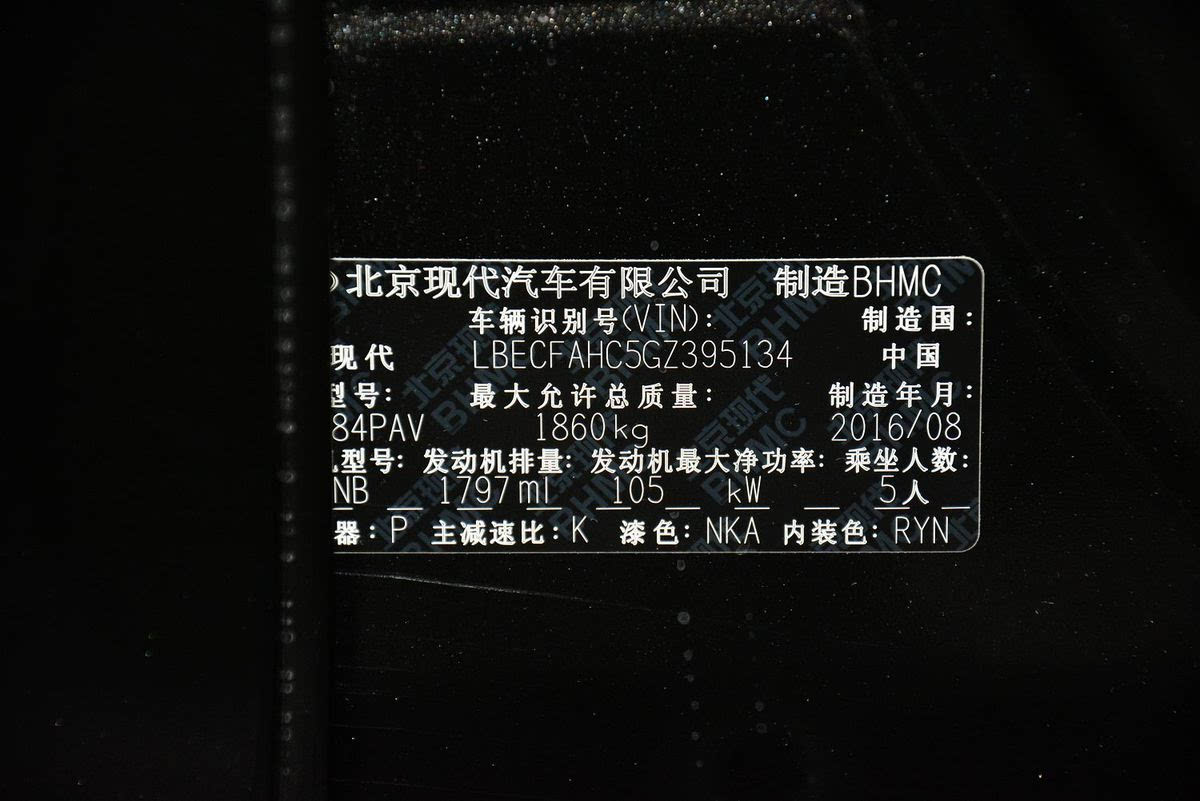 北京现代汽车有限公司 制造BHMC
车辆识别号(VIN): 制造国:
现代 LBECFAHC5GZ395134 中国
型号: 最大允许总质量: 制造年月:
84PAV 1860kg 2016/08
机型号: 发动机排量: 发动机最大净功率: 乘坐人数:
NB 1797ml 105 kW 5人
器:P 主减速比:K 漆色:NKA 内装色:RYN